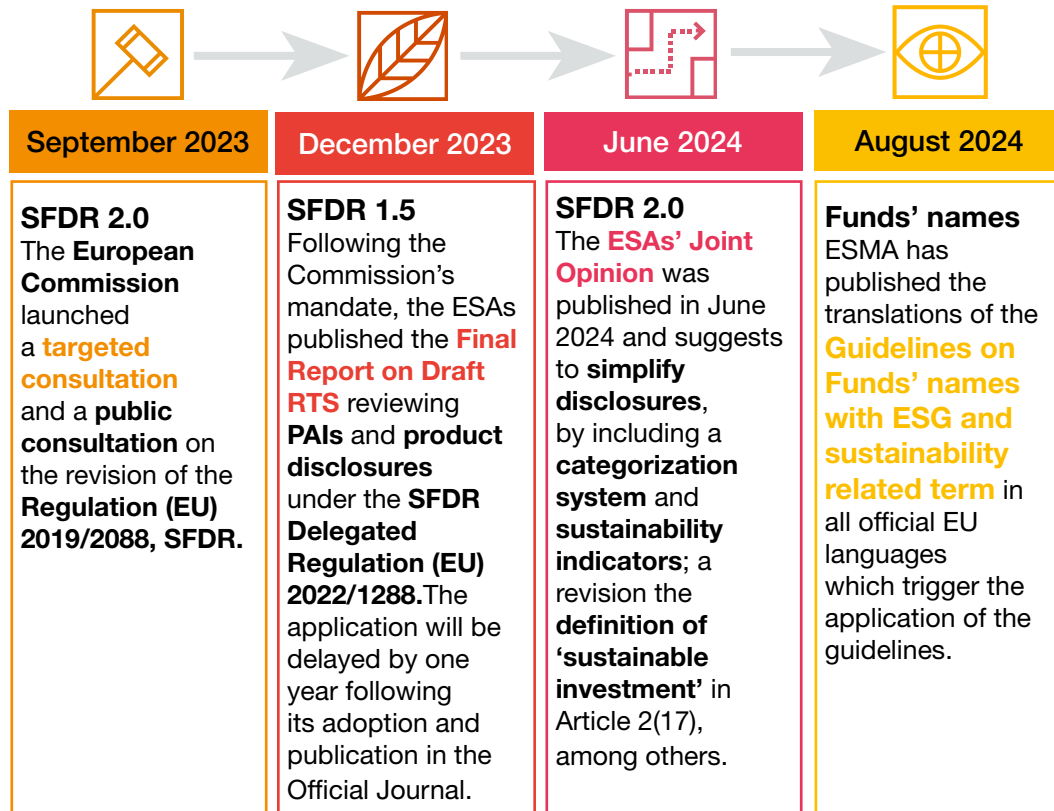 September 2023
SFDR 2.0
The European
Commission
launched
a targeted
consultation
and a public
consultation on
the revision of the
Regulation (EU)
2019/2088, SFDR.
December 2023
SFDR 1.5
Following the
Commission's
mandate, the ESAs
published the Final
Report on Draft
RTS reviewing
PAIs and product
disclosures
under the SFDR
Delegated
Regulation (EU)
2022/1288.The
application will be
delayed by one
year following
its adoption and
publication in the
Official Journal.
June 2024
SFDR 2.0
The ESAs' Joint
Opinion was
published in June
2024 and suggests
to simplify
disclosures,
by including a
categorization
system and
sustainability
indicators; a
revision the
definition of
‘sustainable
investment’ in
Article 2(17),
among others.
August 2024
Funds' names
ESMA has
published the
translations of the
Guidelines on
Funds' names
with ESG and
sustainability
related term in
all official EU
languages
which trigger the
application of the
guidelines.